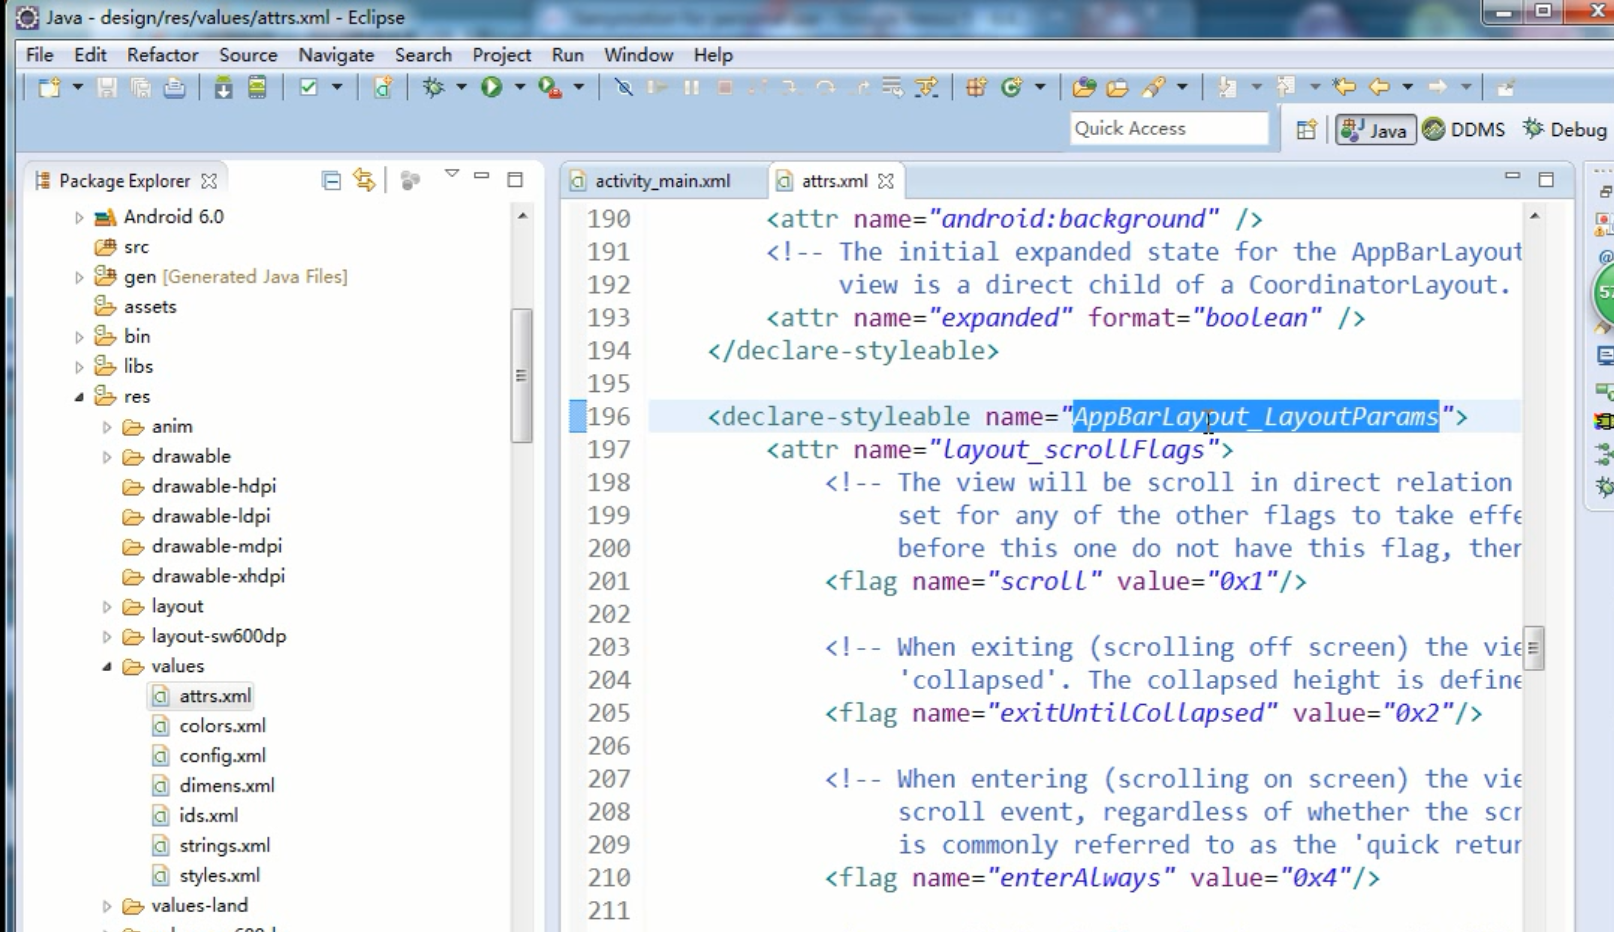 Java - design/res/values/attrs.xml - Eclipse
File Edit Refactor Source Navigate Search Project Run Window Help
Quick Access
Java
DDMS
Debug
Package Explorer
Android 6.0
src
gen [Generated Java Files]
assets
bin
libs
res
anim
drawable
drawable-hdpi
drawable-ldpi
drawable-mdpi
drawable-xhdpi
layout
layout-sw600dp
values
attrs.xml
colors.xml
config.xml
dimens.xml
ids.xml
strings.xml
styles.xml
values-land
activity_main.xml
attrs.xml
190 <attr name="android:background" />
191 <!-- The initial expanded state for the AppBarLayout
192 view is a direct child of a CoordinatorLayout.
193 <attr name="expanded" format="boolean" />
194 </declare-styleable>
195
196 <declare-styleable name="AppBarLayout_LayoutParams">
197 <attr name="layout_scrollFlags">
198 <!-- The view will be scroll in direct relation
199 set for any of the other flags to take effe
200 before this one do not have this flag, ther
201 <flag name="scroll" value="0x1"/>
202
203 <!-- When exiting (scrolling off screen) the vie
204 'collapsed'. The collapsed height is define
205 <flag name="exitUntilCollapsed" value="0x2"/>
206
207 <!-- When entering (scrolling on screen) the vie
208 scroll event, regardless of whether the scr
209 is commonly referred to as the 'quick retur
210 <flag name="enterAlways" value="0x4"/>
211